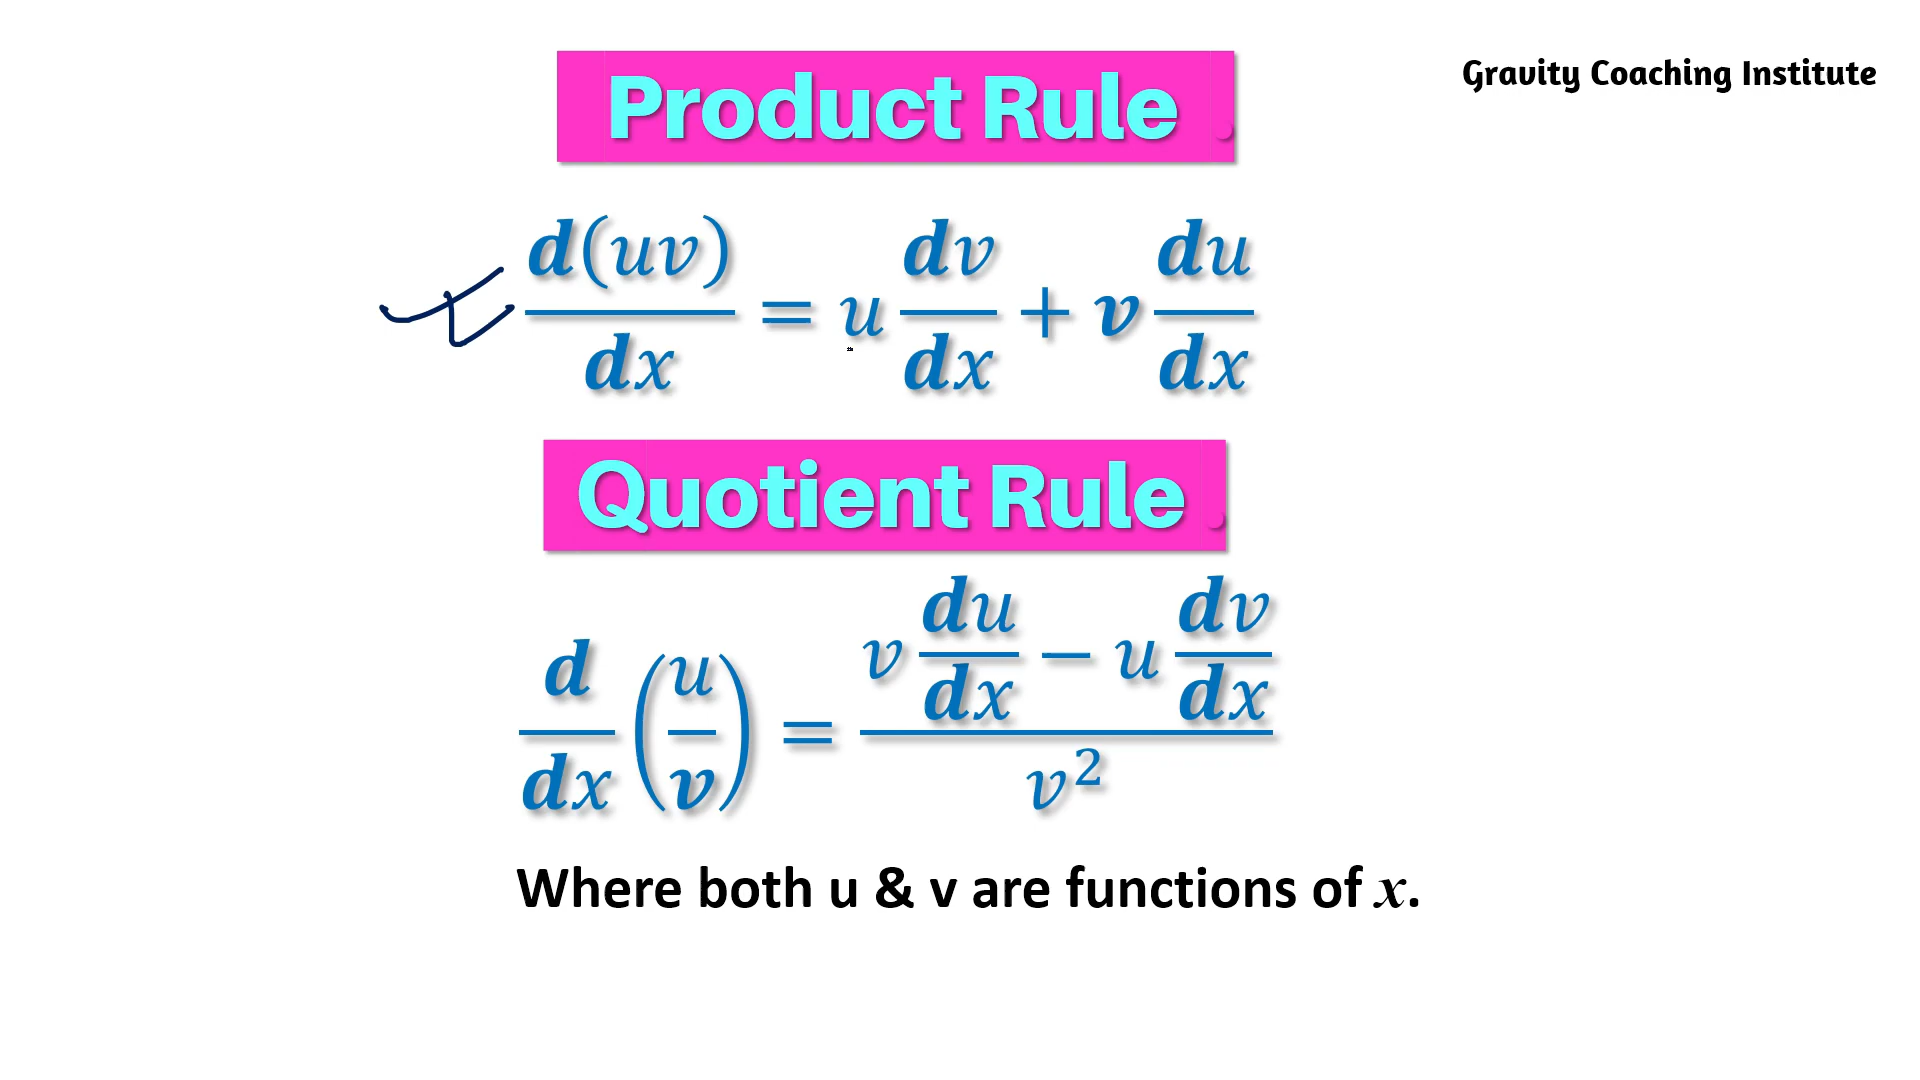 Gravity Coaching Institute
Product Rule .
d(uv)/dx = u dv/dx + v du/dx
Quotient Rule .
d/dx (u/v) = (v du/dx − u dv/dx)/v²
Where both u & v are functions of x.